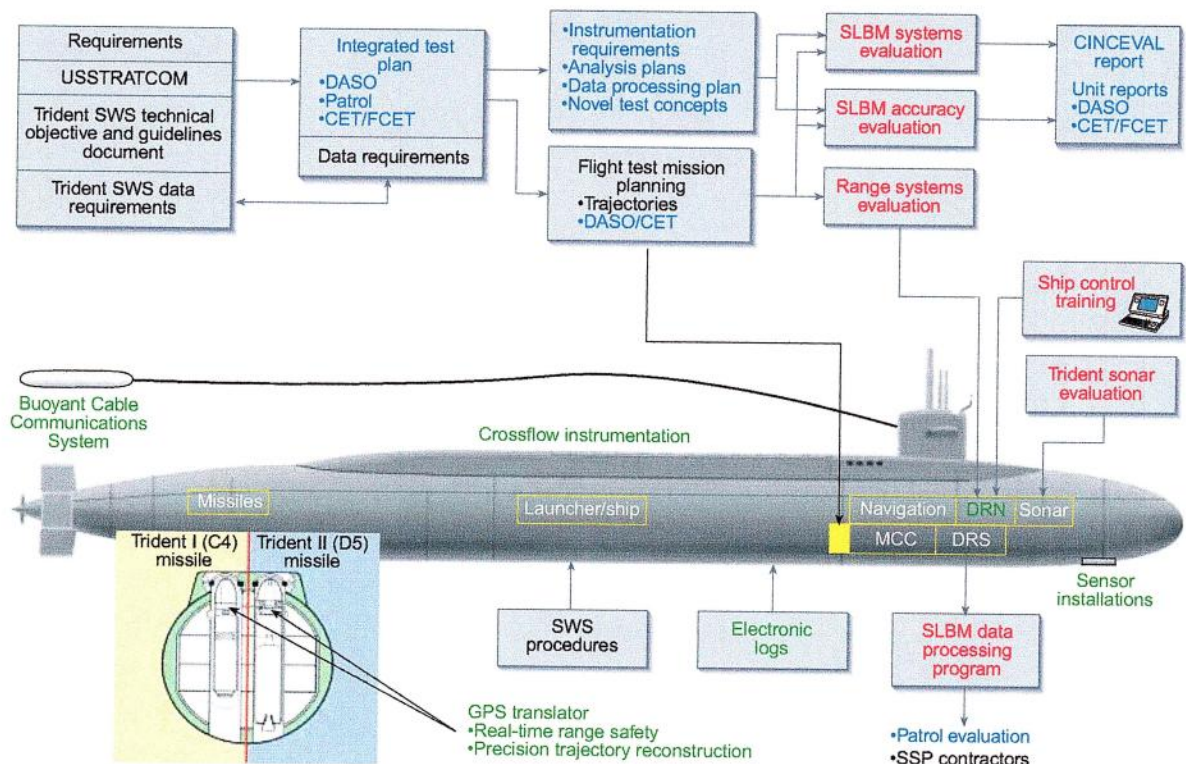 Requirements
USSTRATCOM
Trident SWS technical
objective and guidelines
document
Trident SWS data
requirements
Integrated test
plan
•DASO
•Patrol
•CET/FCET
Data requirements
•Instrumentation
requirements
•Analysis plans
•Data processing plan
•Novel test concepts
Flight test mission
planning
•Trajectories
•DASO/CET
SLBM systems
evaluation
SLBM accuracy
evaluation
Range systems
evaluation
CINCEVAL
report
Unit reports
•DASO
•CET/FCET
Ship control
training
Trident sonar
evaluation
Buoyant Cable
Communications
System
Crossflow instrumentation
Missiles
Launcher/ship
Navigation
DRN
Sonar
MCC
DRS
Trident I (C4)
missile
Trident II (D5)
missile
Sensor
installations
SWS
procedures
Electronic
logs
SLBM data
processing
program
GPS translator
•Real-time range safety
•Precision trajectory reconstruction
•Patrol evaluation
•SSP contractors